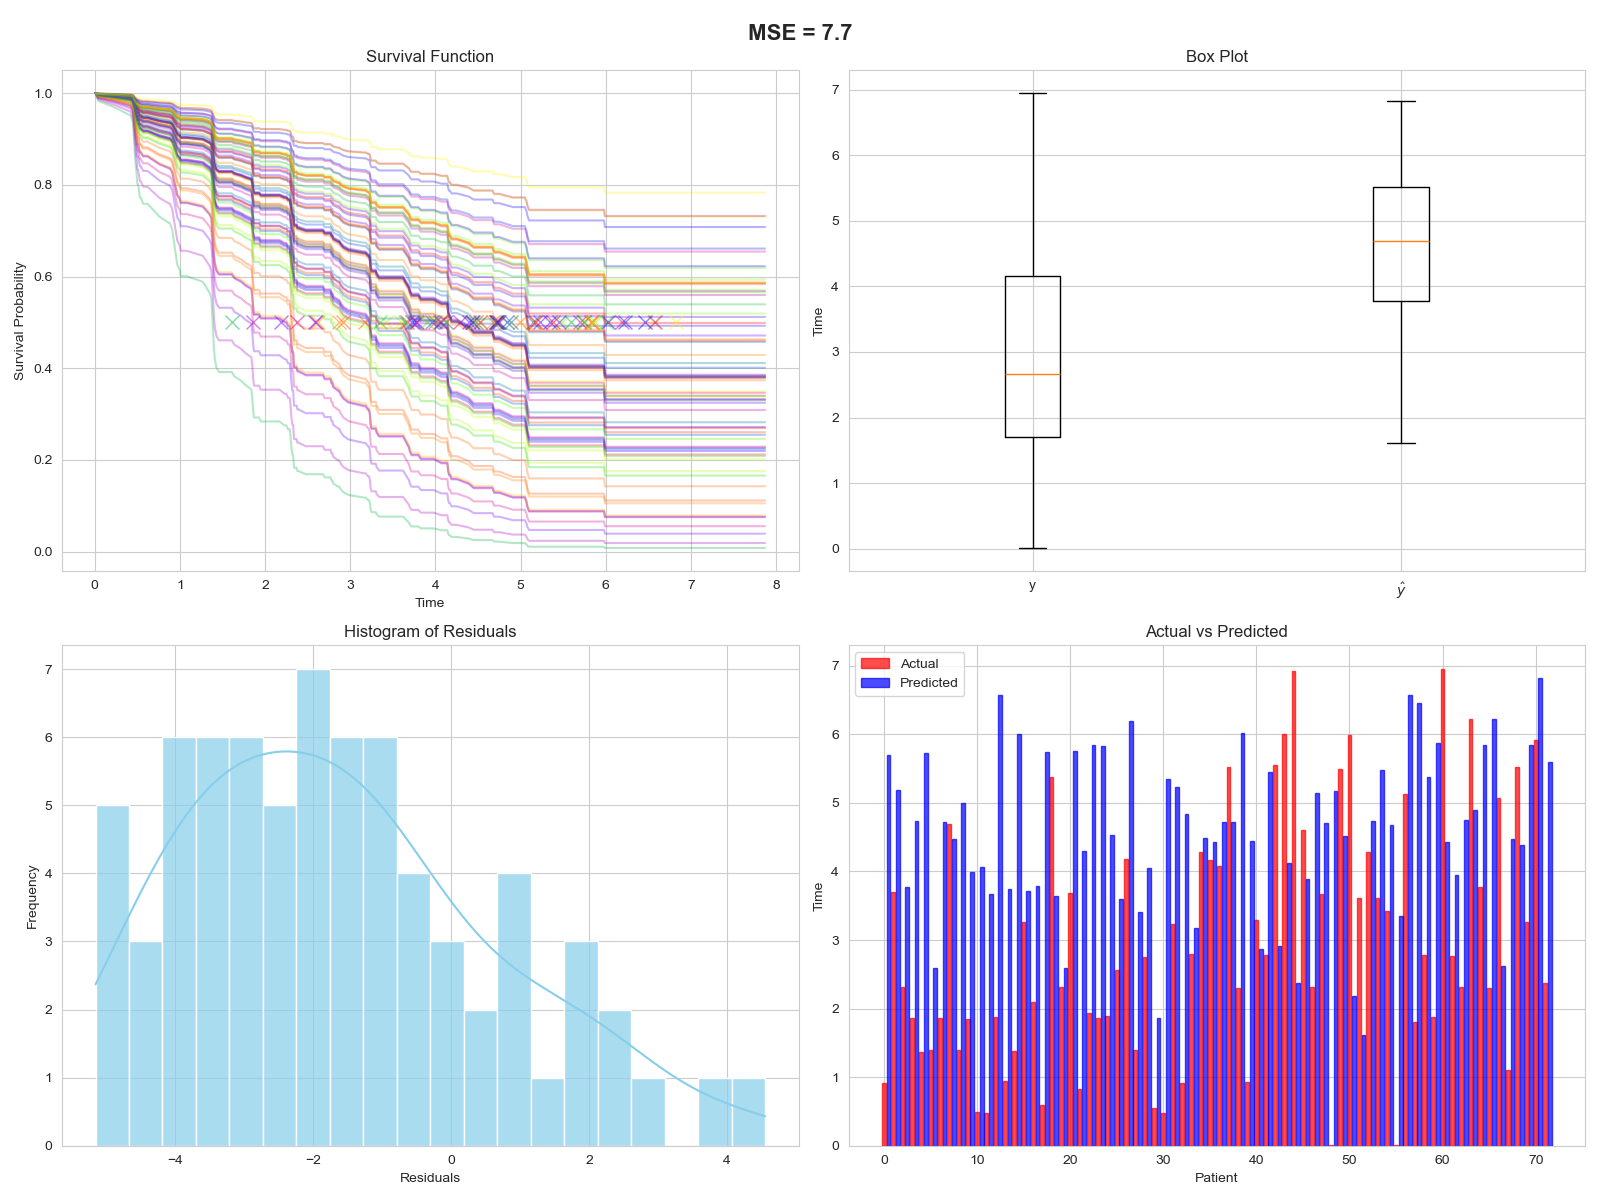 MSE = 7.7
Survival Function
Survival Probability
1.0
0.8
0.6
0.4
0.2
0.0
0 1 2 3 4 5 6 7 8
Time
Box Plot
Time
7
6
5
4
3
2
1
0
y ŷ
Histogram of Residuals
Frequency
7
6
5
4
3
2
1
0
−4 −2 0 2 4
Residuals
Actual vs Predicted
Actual
Predicted
Time
7
6
5
4
3
2
1
0
0 10 20 30 40 50 60 70
Patient